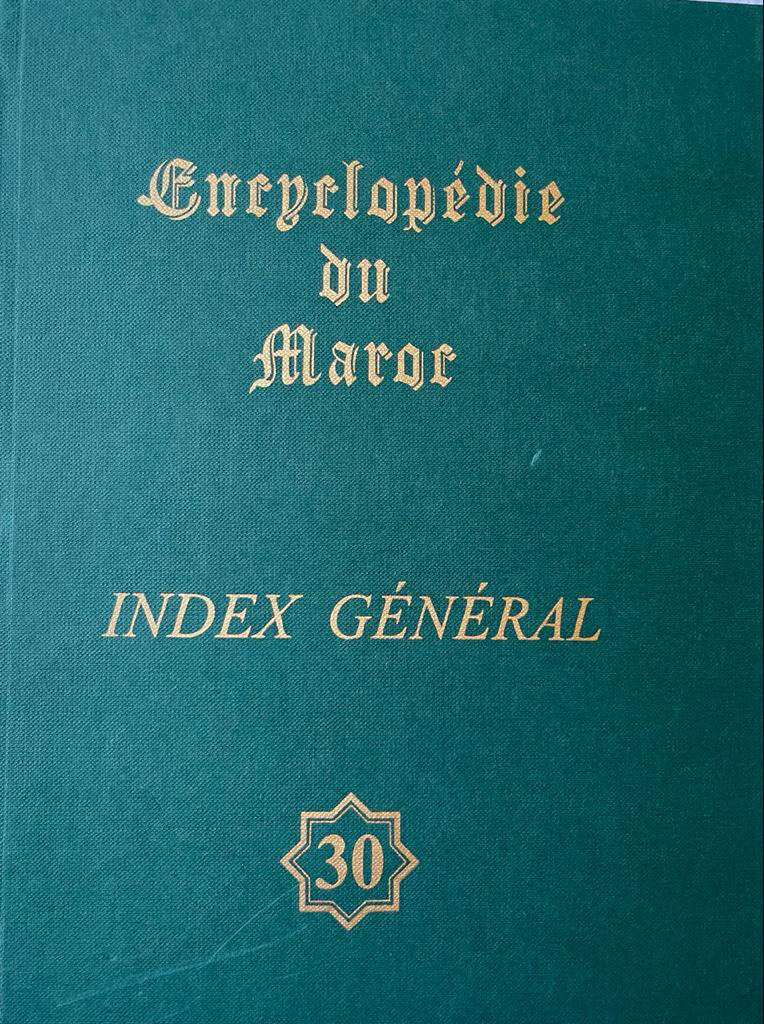 Encyclopédie
du
Maroc
INDEX GÉNÉRAL
30